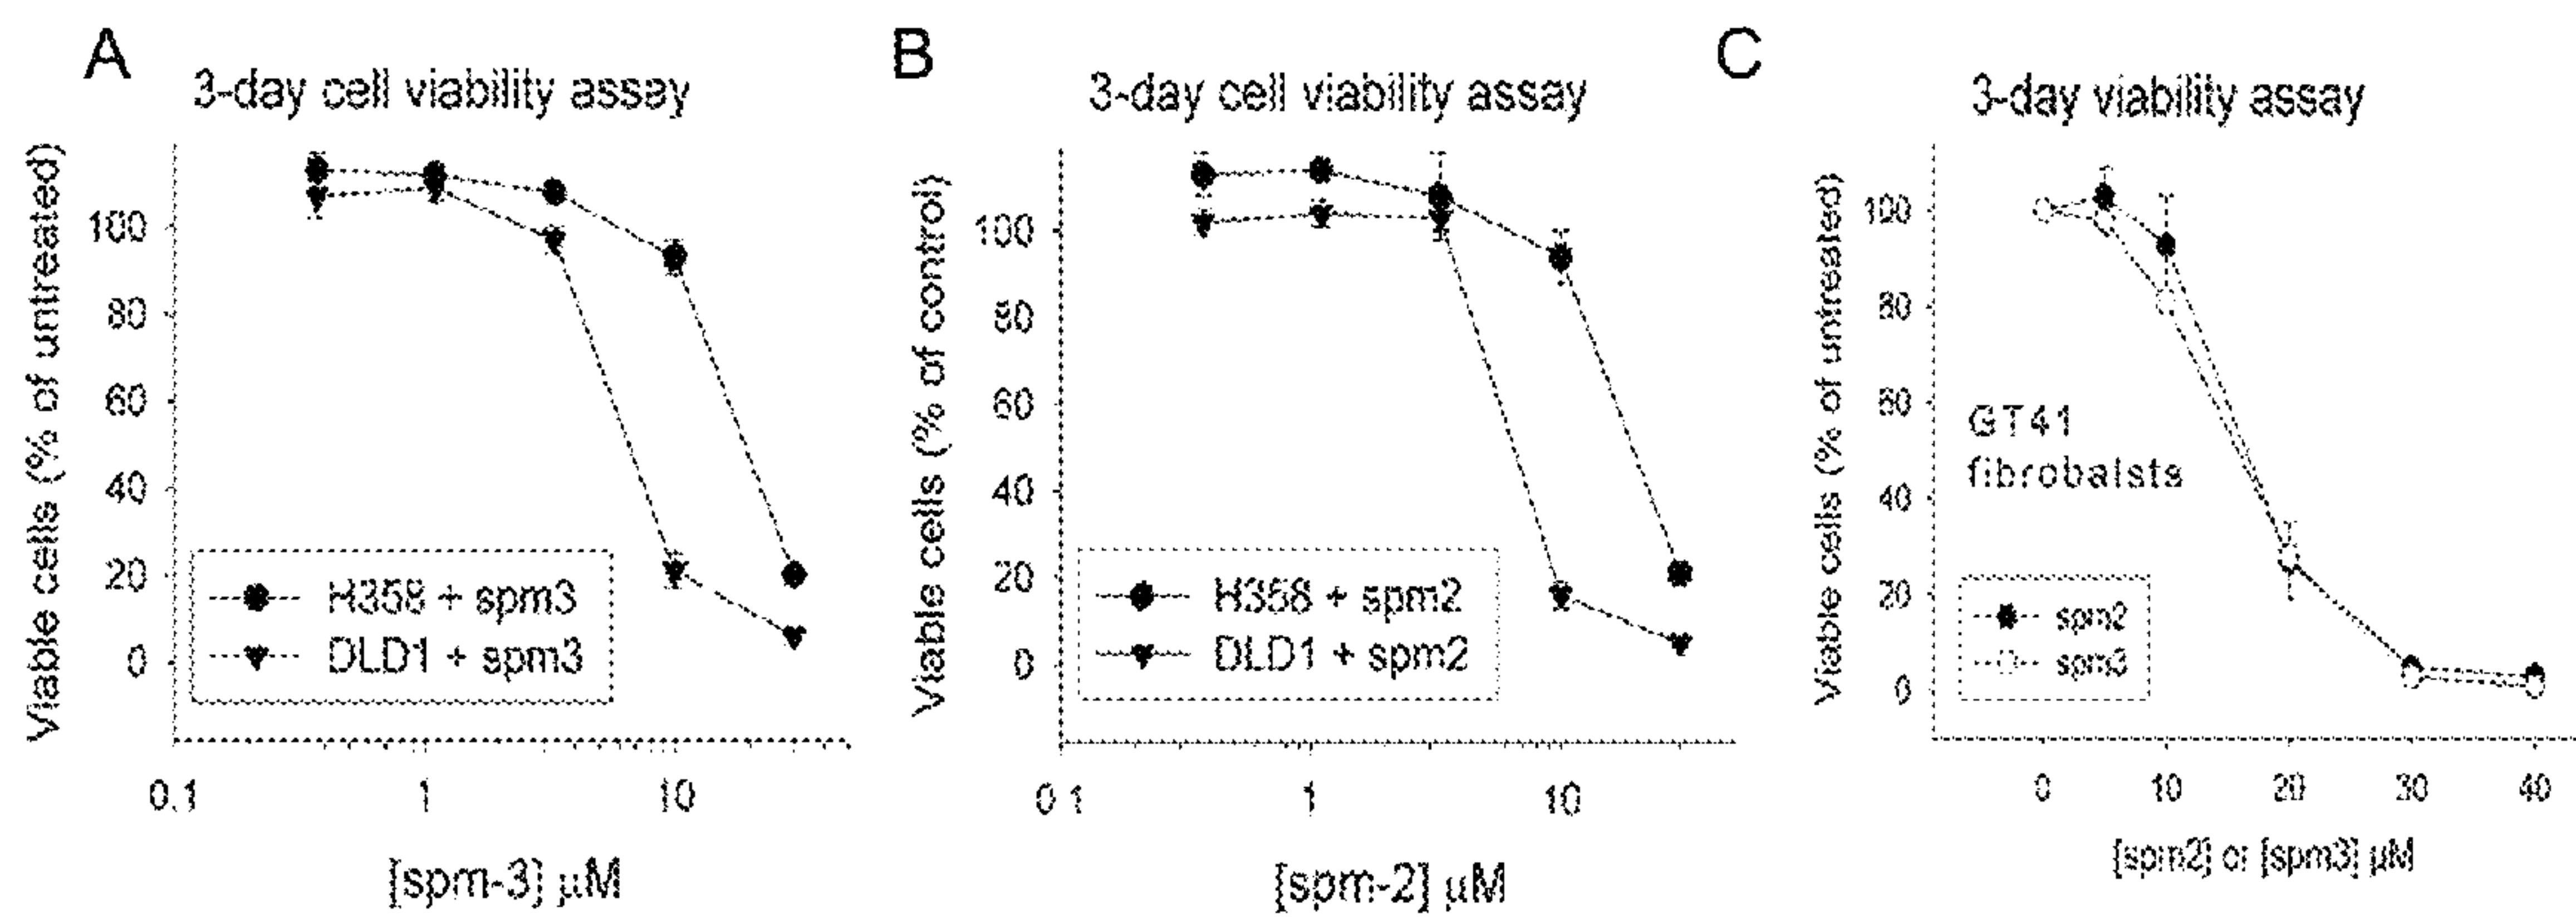 A
3-day cell viability assay
Viable cells (% of untreated)
100
80
60
40
20
0
H358 + spm3
DLD1 + spm3
0.1
1
10
[spm-3] µM
B
3-day cell viability assay
Viable cells (% of control)
100
80
60
40
20
0
H358 + spm2
DLD1 + spm2
0.1
1
10
[spm-2] µM
C
3-day viability assay
Viable cells (% of untreated)
100
80
60
40
20
0
GT41
fibrobalsts
spm2
spm3
0
10
20
30
40
[spm2] or [spm3] µM